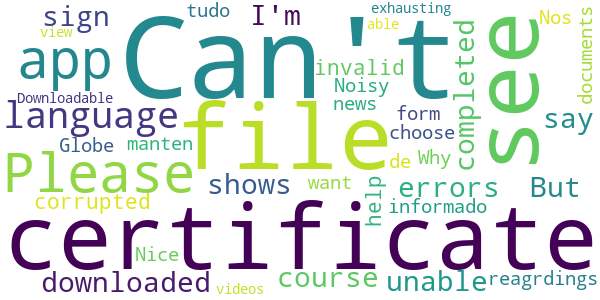 sign tudo Can't I'm exhausting Nos
view able
app see
invalid completed documents
Downloadable file Noisy
language news form say
Globe manten choose
Please de Why
shows want errors But
corrupted help informado
certificate
Nice
downloaded course unable reagrdings
videos